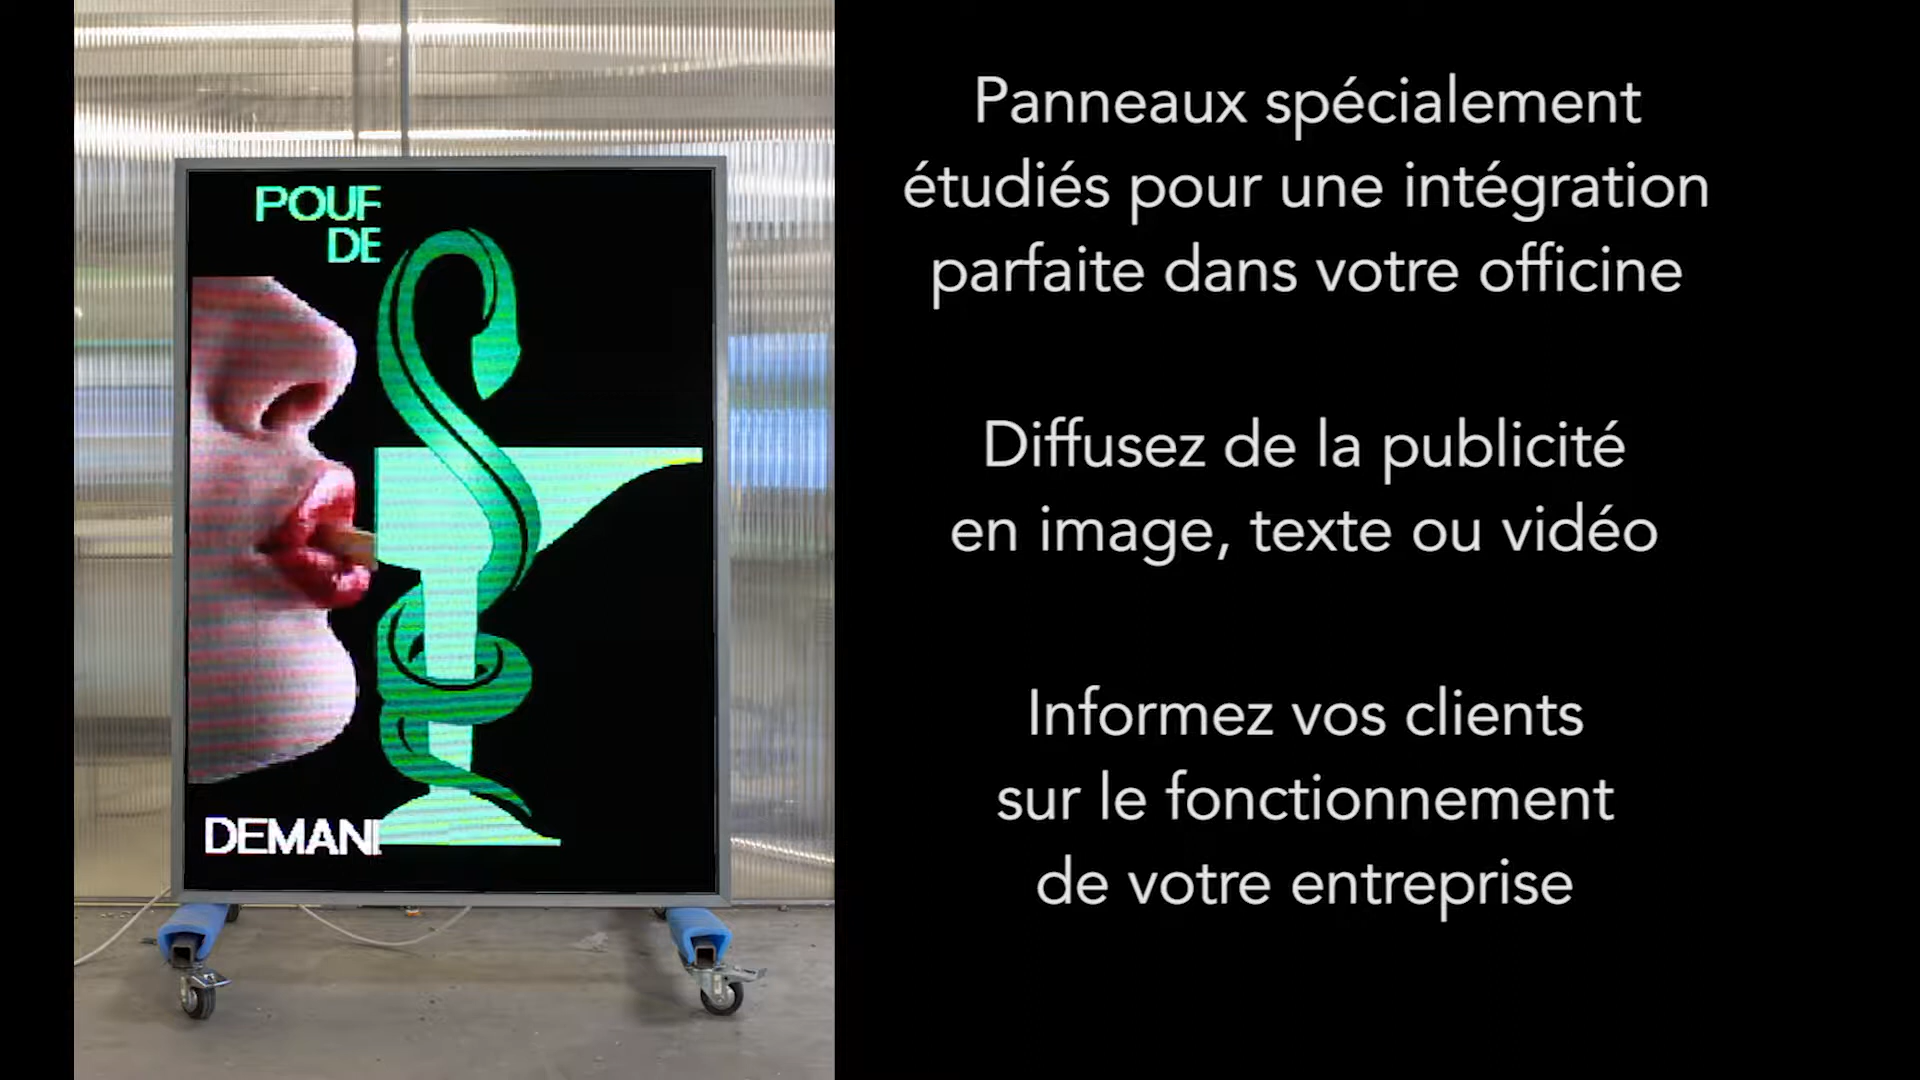 POUF
DE
DEMANI
Panneaux spécialement
étudiés pour une intégration
parfaite dans votre officine
Diffusez de la publicité
en image, texte ou vidéo
Informez vos clients
sur le fonctionnement
de votre entreprise